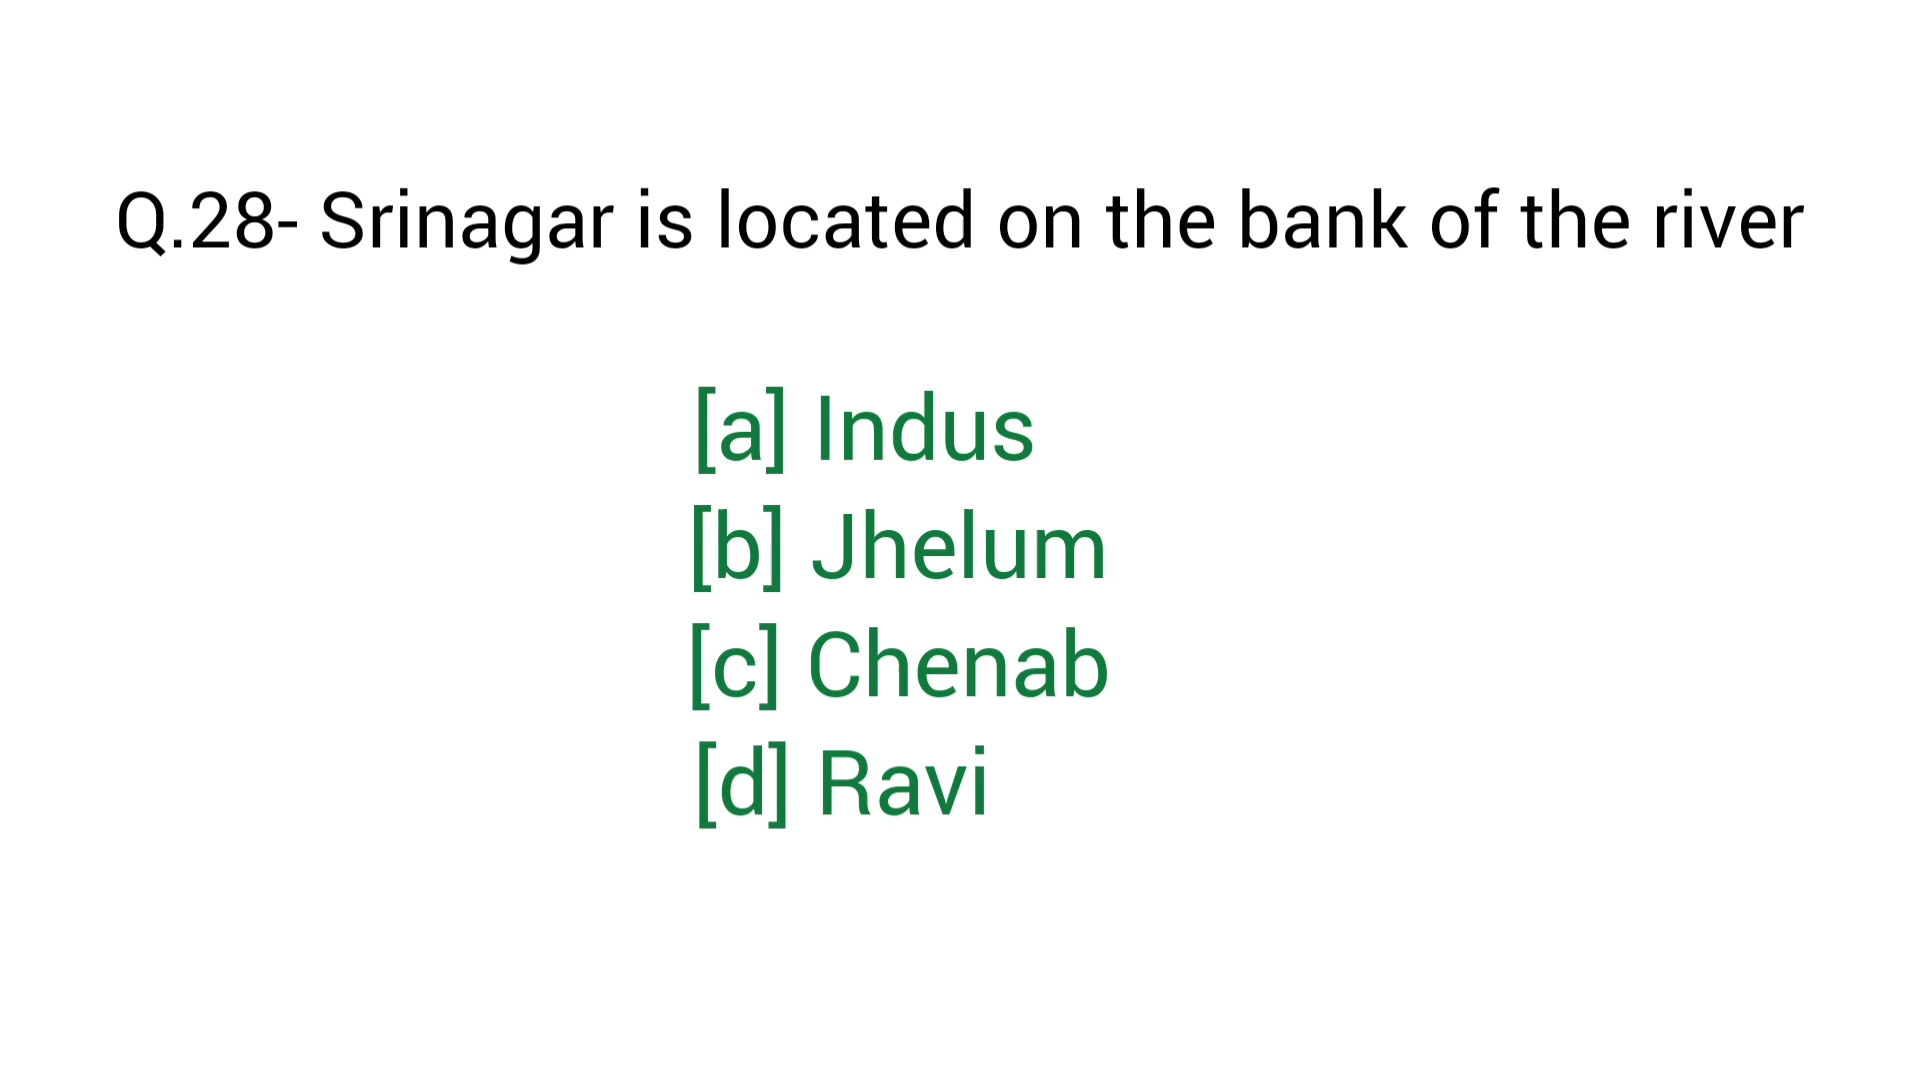 Q.28- Srinagar is located on the bank of the river
[a] Indus
[b] Jhelum
[c] Chenab
[d] Ravi